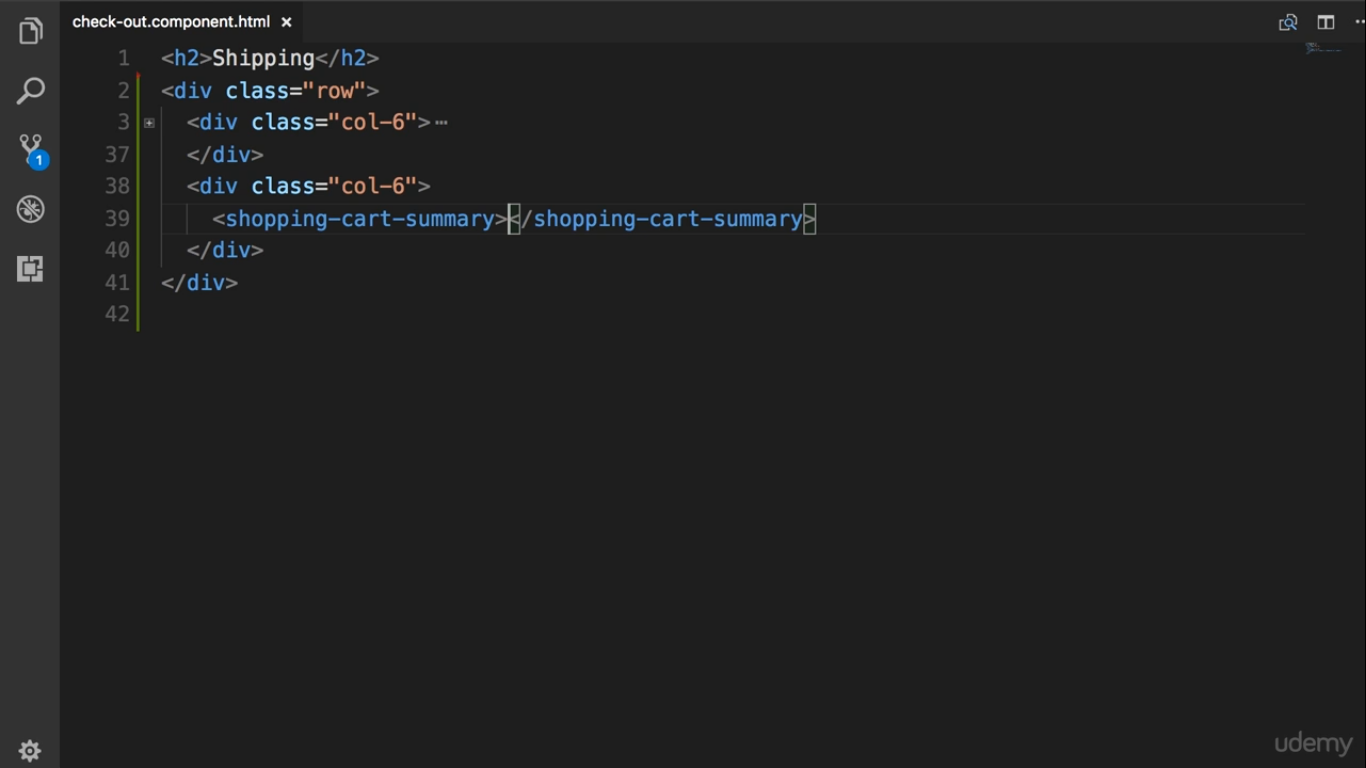 check-out.component.html ×
1 <h2>Shipping</h2>
2 <div class="row">
3 <div class="col-6">⋯
37 </div>
38 <div class="col-6">
39 <shopping-cart-summary></shopping-cart-summary>
40 </div>
41 </div>
42
1
udemy